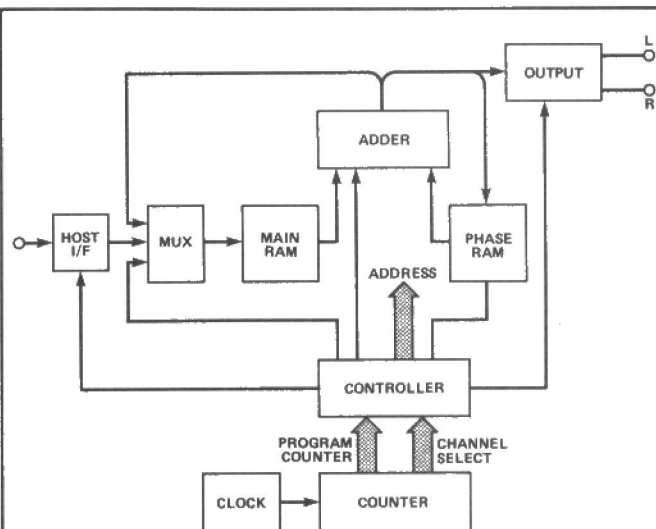 L
OUTPUT
R
ADDER
HOST
I/F
MUX
MAIN
RAM
PHASE
RAM
ADDRESS
CONTROLLER
PROGRAM
COUNTER
CHANNEL
SELECT
CLOCK
COUNTER